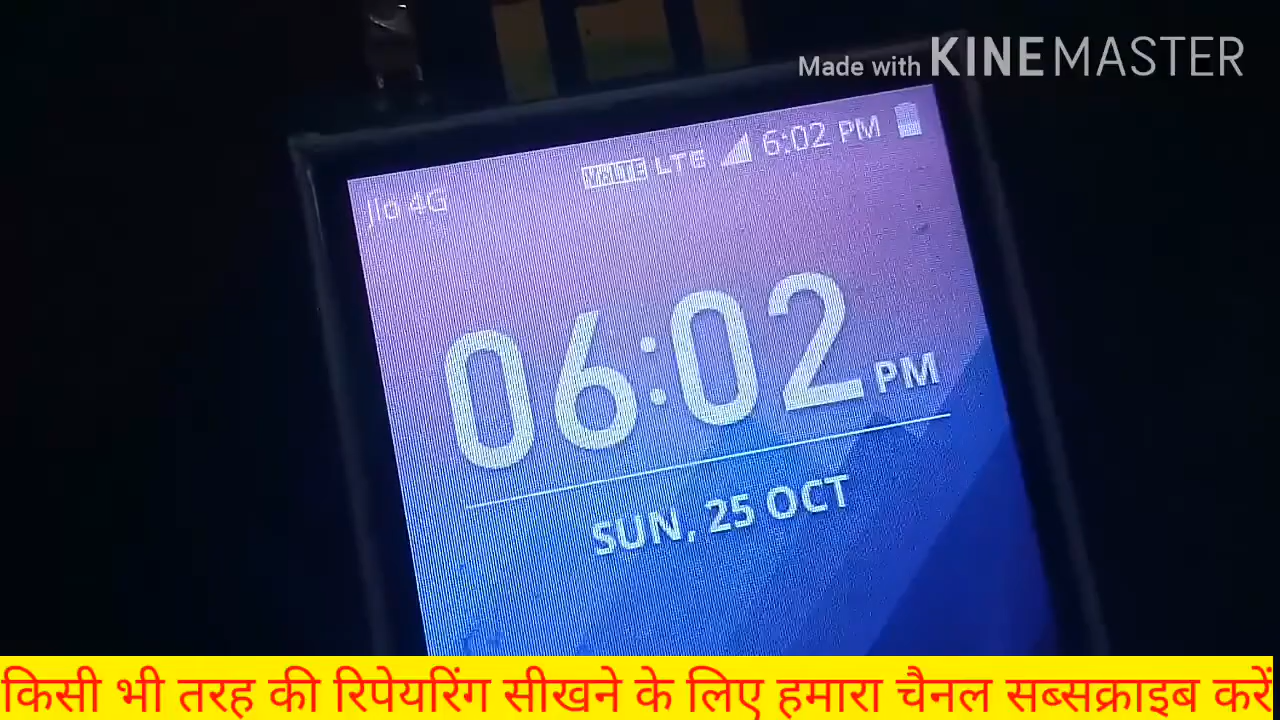 Made with KINEMASTER
Jio 4G VoLTE LTE 6:02 PM
06:02 PM
SUN, 25 OCT
किसी भी तरह की रिपेयरिंग सीखने के लिए हमारा चैनल सब्सक्राइब करें